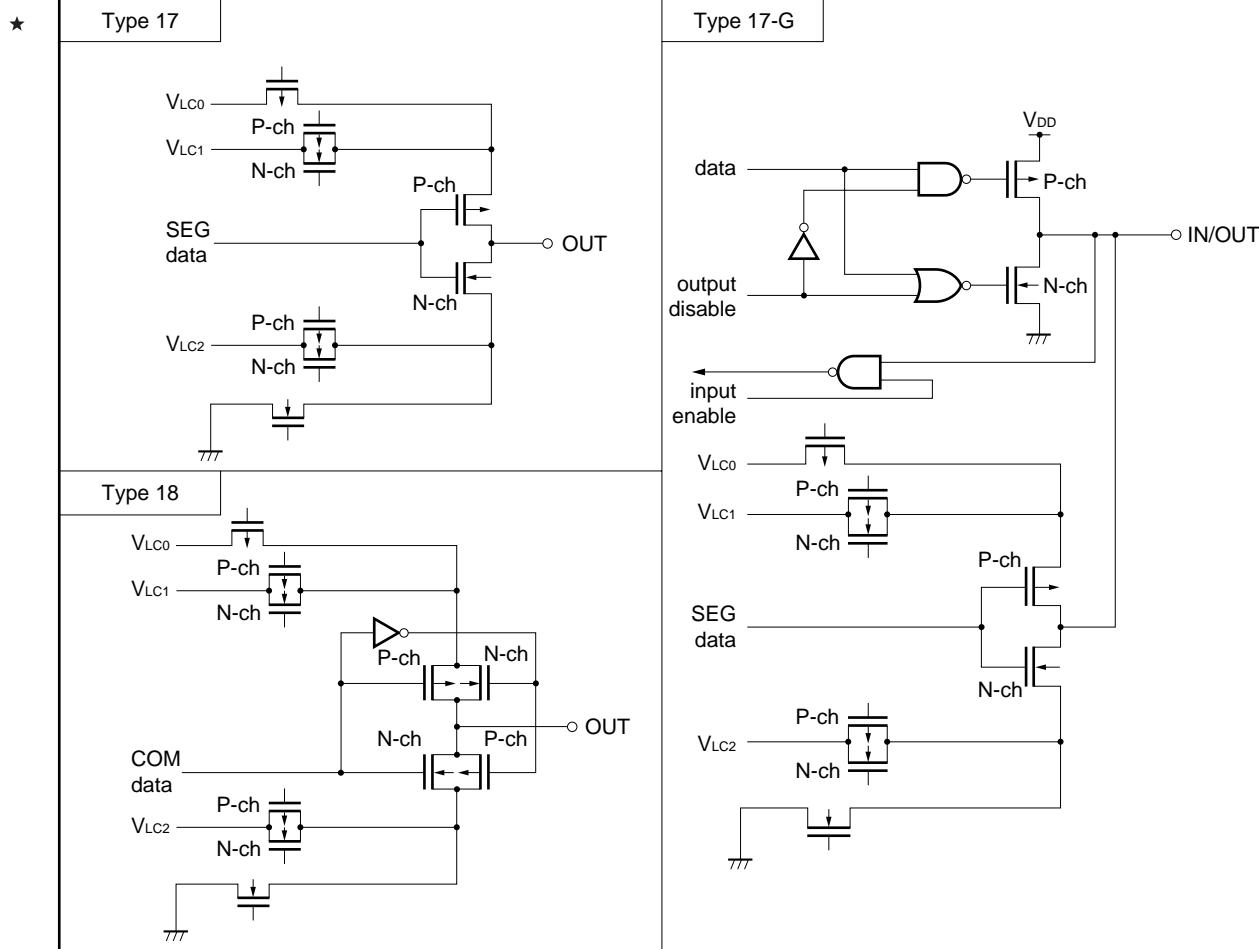 ★
Type 17
VLC0
P-ch
VLC1
N-ch
P-ch
SEG
data
OUT
N-ch
P-ch
VLC2
N-ch
Type 18
VLC0
P-ch
VLC1
N-ch
P-ch
N-ch
OUT
N-ch
P-ch
COM
data
P-ch
VLC2
N-ch
Type 17-G
VDD
data
P-ch
IN/OUT
output
disable
N-ch
input
enable
VLC0
P-ch
VLC1
N-ch
P-ch
SEG
data
N-ch
P-ch
VLC2
N-ch